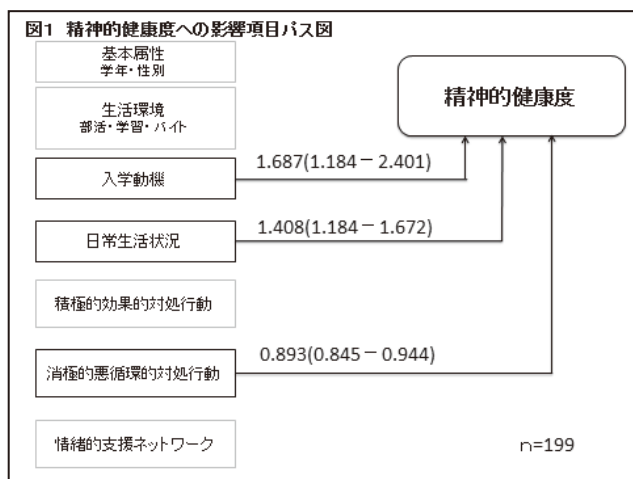 図1 精神的健康度への影響項目パス図
基本属性
学年・性別
生活環境
部活・学習・バイト
精神的健康度
入学動機
1.687(1.184－2.401)
日常生活状況
1.408(1.184－1.672)
積極的効果的対処行動
消極的悪循環的対処行動
0.893(0.845－0.944)
情緒的支援ネットワーク
n=199